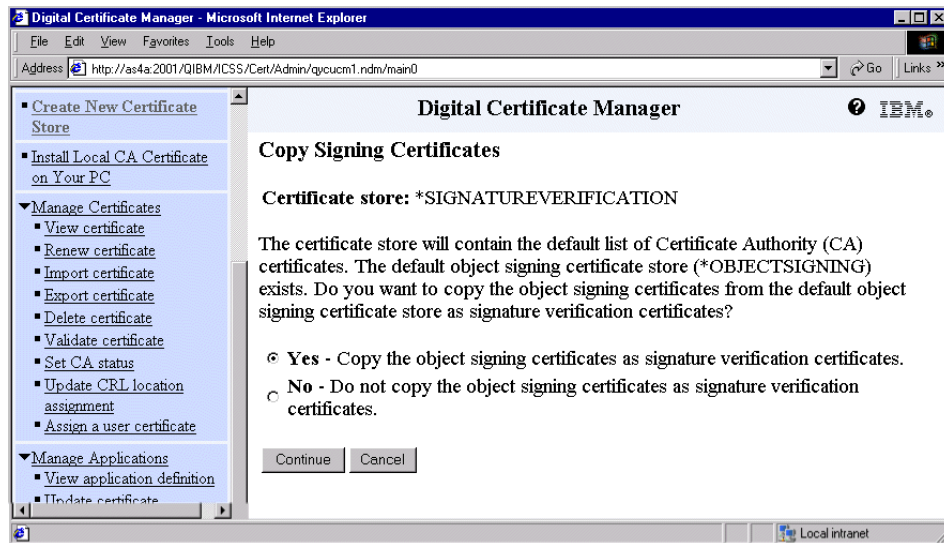 Digital Certificate Manager - Microsoft Internet Explorer
File Edit View Favorites Tools Help
Address http://as4a:2001/QIBM/ICSS/Cert/Admin/qycucm1.ndm/main0 Go Links »
Create New Certificate
Store
Install Local CA Certificate
on Your PC
Manage Certificates
View certificate
Renew certificate
Import certificate
Export certificate
Delete certificate
Validate certificate
Set CA status
Update CRL location
assignment
Assign a user certificate
Manage Applications
View application definition
Update certificate
Digital Certificate Manager
IBM®
Copy Signing Certificates
Certificate store: *SIGNATUREVERIFICATION
The certificate store will contain the default list of Certificate Authority (CA)
certificates. The default object signing certificate store (*OBJECTSIGNING)
exists. Do you want to copy the object signing certificates from the default object
signing certificate store as signature verification certificates?
Yes - Copy the object signing certificates as signature verification certificates.
No - Do not copy the object signing certificates as signature verification
certificates.
Continue Cancel
Local intranet